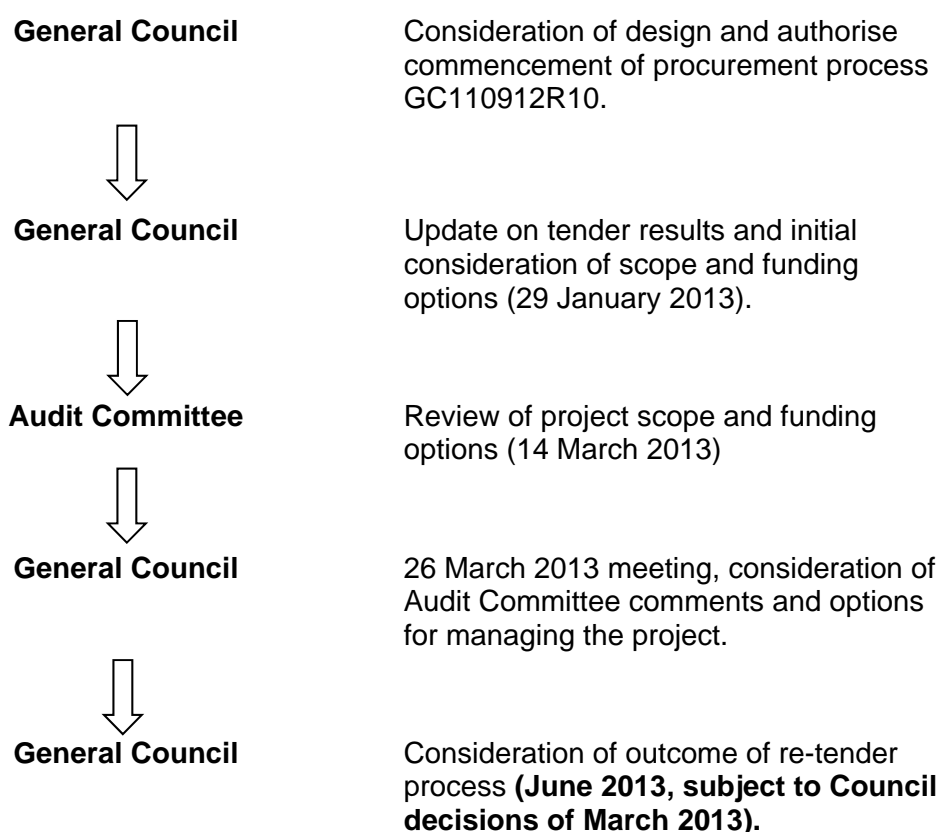 General Council
Consideration of design and authorise
commencement of procurement process
GC110912R10.
General Council
Update on tender results and initial
consideration of scope and funding
options (29 January 2013).
Audit Committee
Review of project scope and funding
options (14 March 2013)
General Council
26 March 2013 meeting, consideration of
Audit Committee comments and options
for managing the project.
General Council
Consideration of outcome of re-tender
process (June 2013, subject to Council
decisions of March 2013).